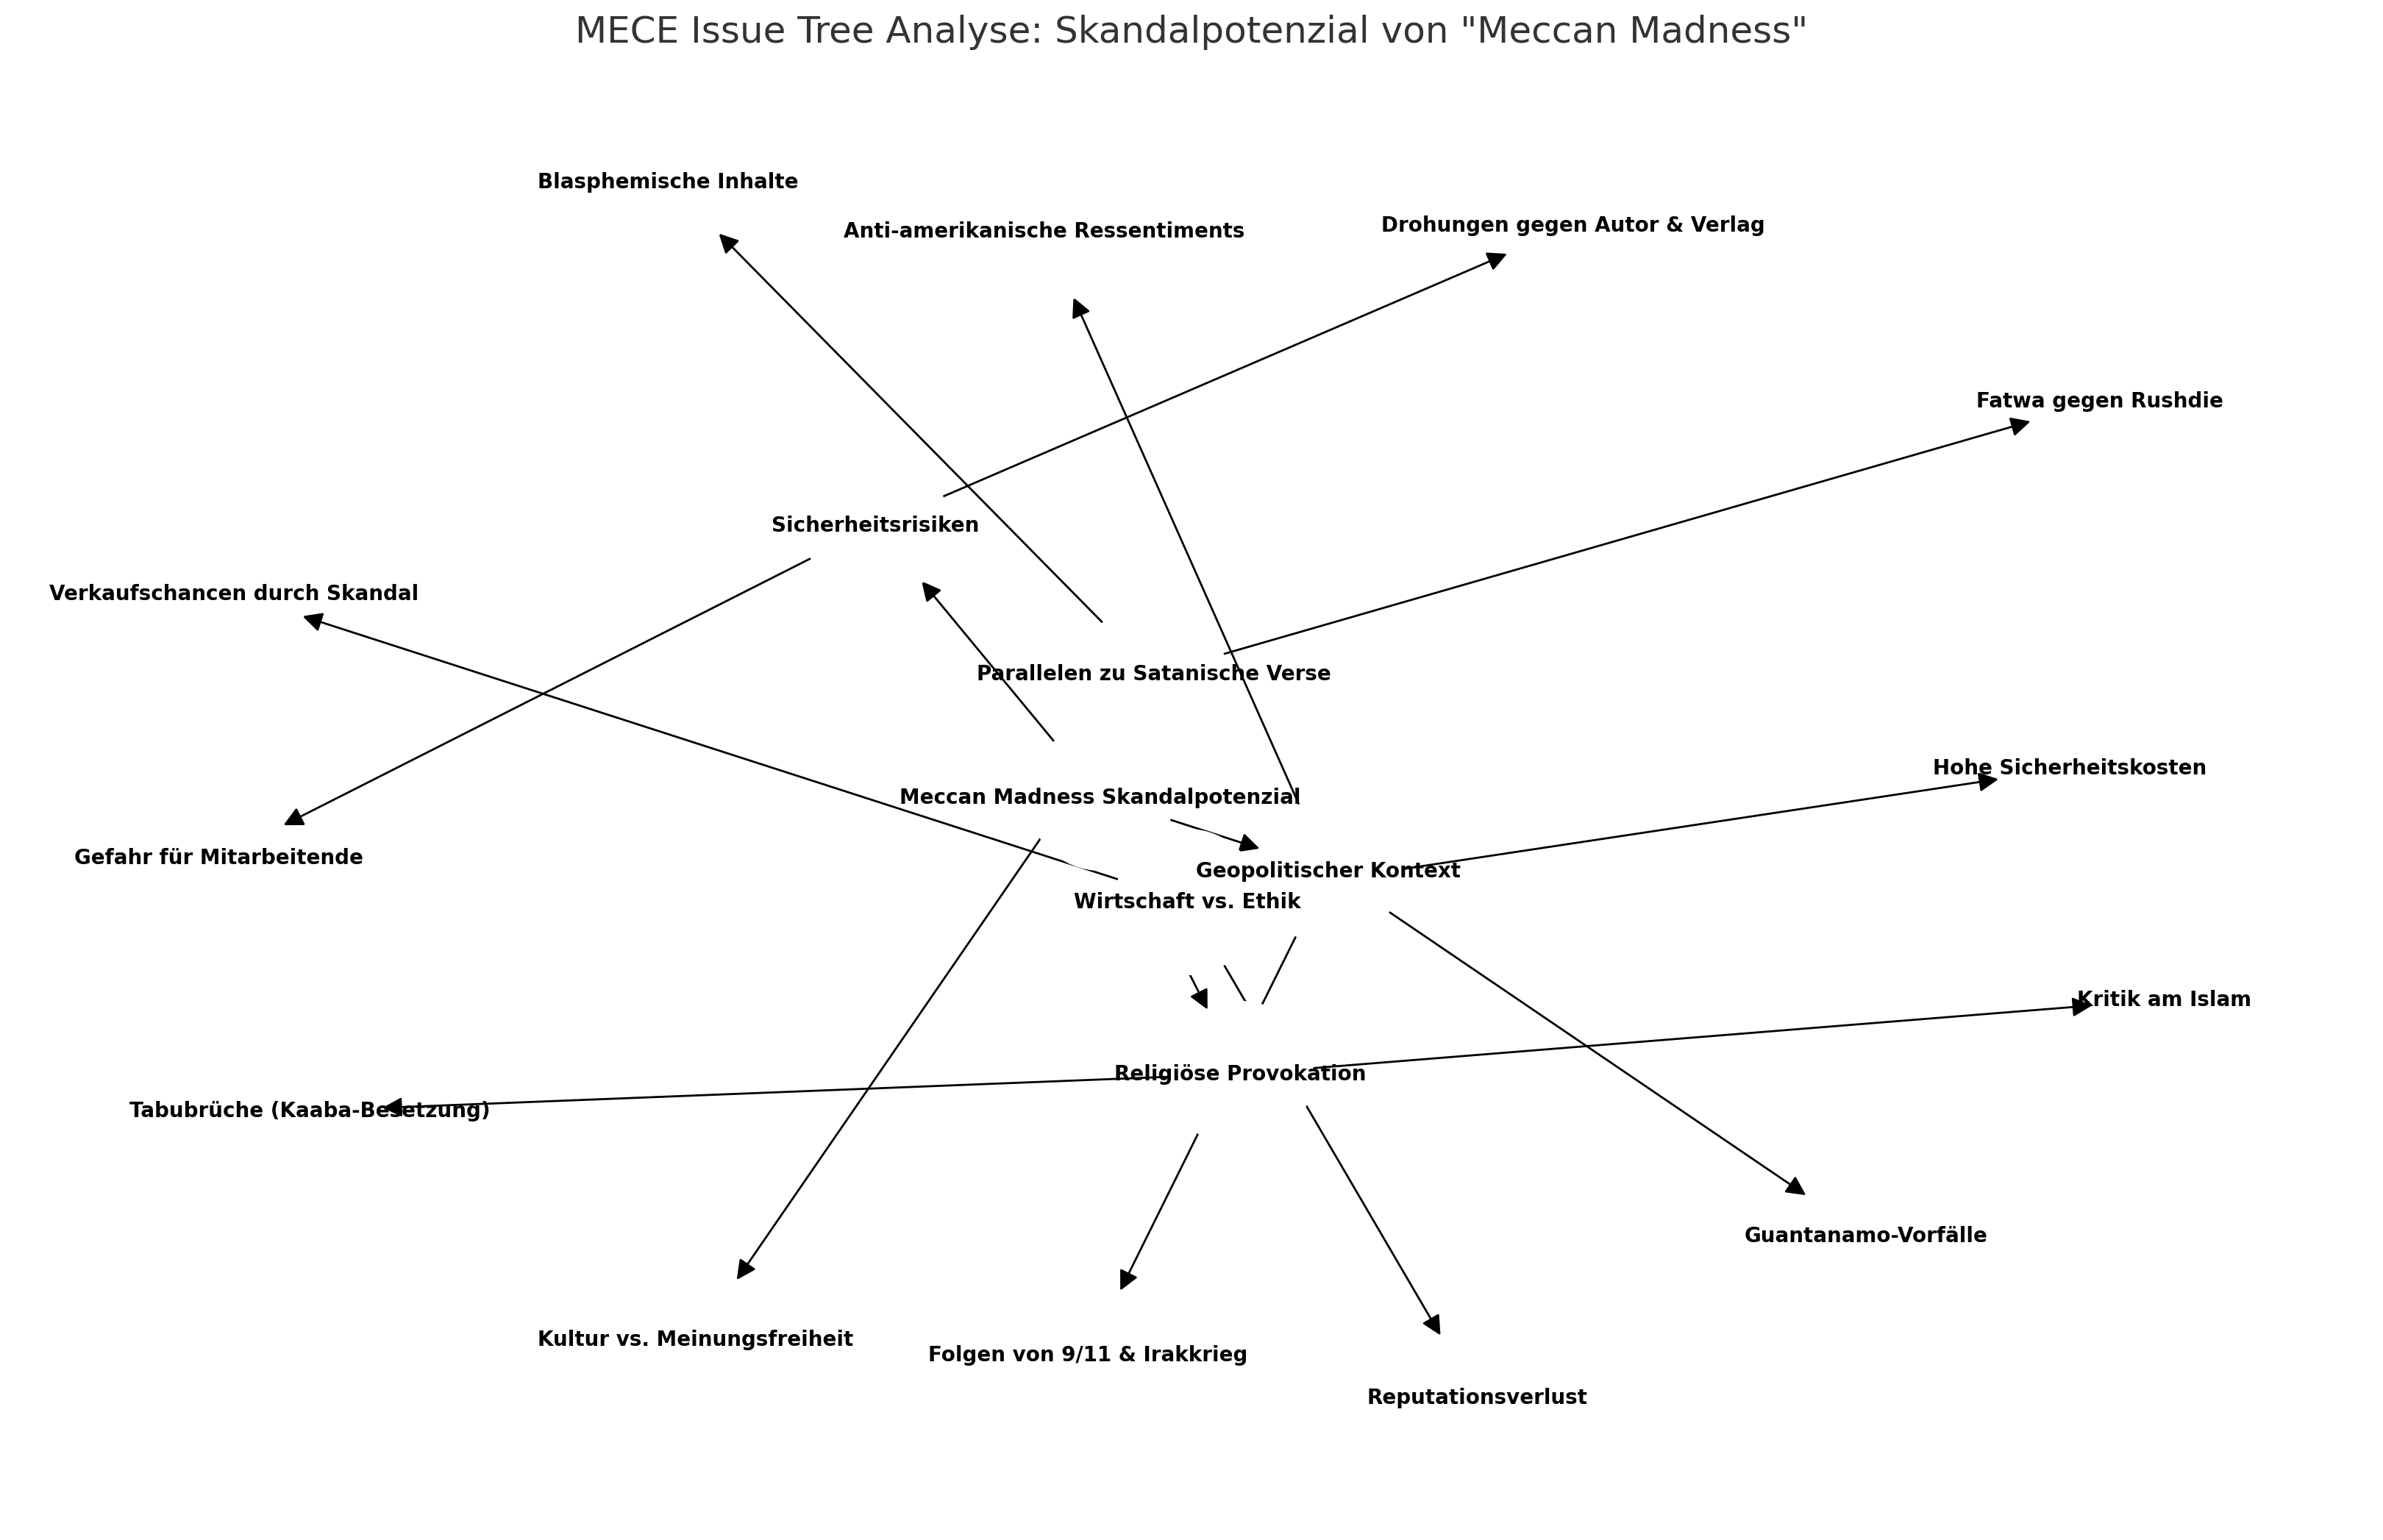 MECE Issue Tree Analyse: Skandalpotenzial von "Meccan Madness"
Blasphemische Inhalte
Anti-amerikanische Ressentiments
Drohungen gegen Autor & Verlag
Fatwa gegen Rushdie
Sicherheitsrisiken
Verkaufschancen durch Skandal
Parallelen zu Satanische Verse
Hohe Sicherheitskosten
Meccan Madness Skandalpotenzial
Gefahr für Mitarbeitende
Geopolitischer Kontext
Wirtschaft vs. Ethik
Kritik am Islam
Religiöse Provokation
Tabubrüche (Kaaba-Besetzung)
Guantanamo-Vorfälle
Kultur vs. Meinungsfreiheit
Folgen von 9/11 & Irakkrieg
Reputationsverlust